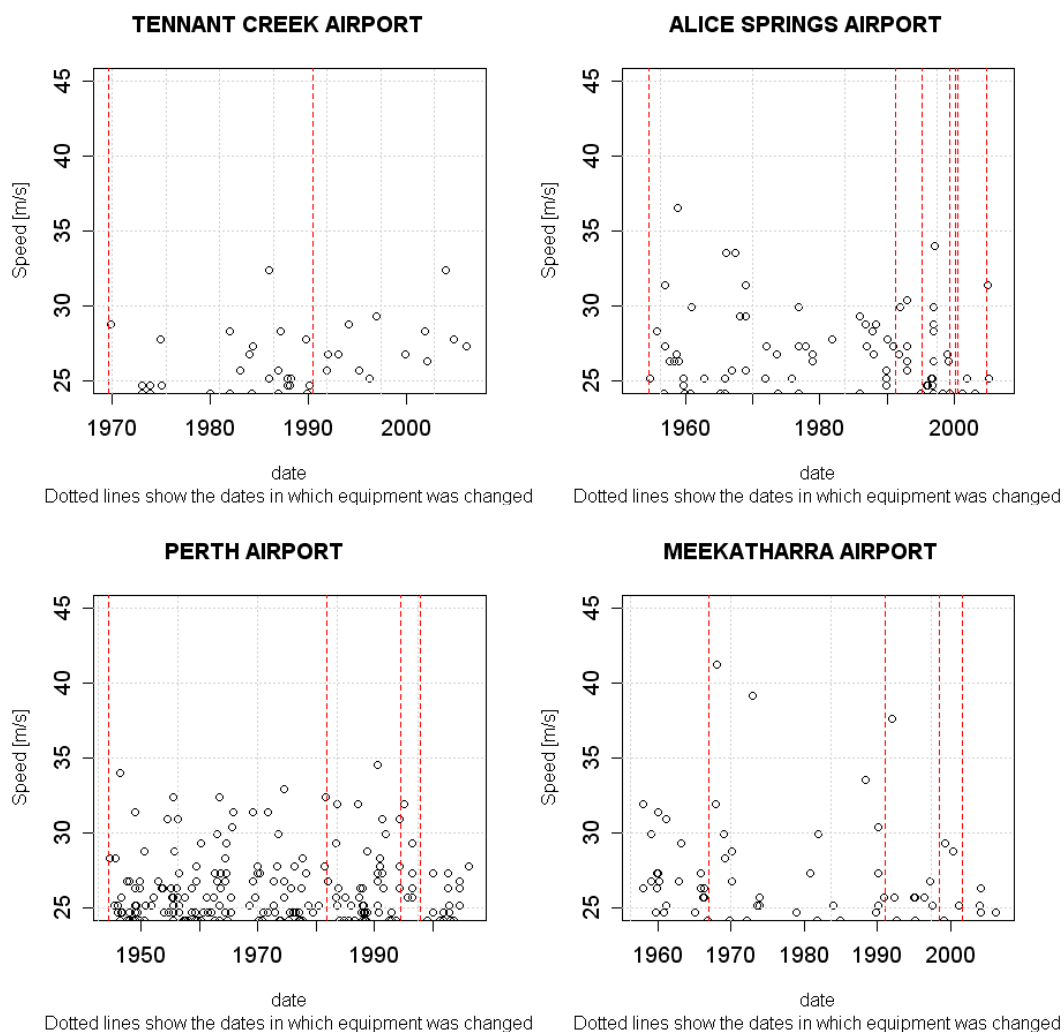 TENNANT CREEK AIRPORT
Speed [m/s]
45
40
35
30
25
1970 1980 1990 2000
date
Dotted lines show the dates in which equipment was changed
ALICE SPRINGS AIRPORT
Speed [m/s]
45
40
35
30
25
1960 1980 2000
date
Dotted lines show the dates in which equipment was changed
PERTH AIRPORT
Speed [m/s]
45
40
35
30
25
1950 1970 1990
date
Dotted lines show the dates in which equipment was changed
MEEKATHARRA AIRPORT
Speed [m/s]
45
40
35
30
25
1960 1970 1980 1990 2000
date
Dotted lines show the dates in which equipment was changed